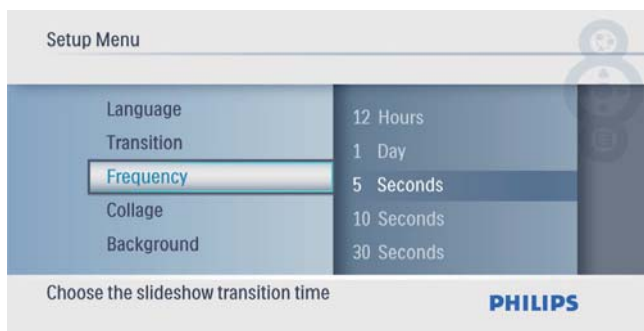 Setup Menu
Language
Transition
Frequency
Collage
Background
12 Hours
1 Day
5 Seconds
10 Seconds
30 Seconds
Choose the slideshow transition time
PHILIPS